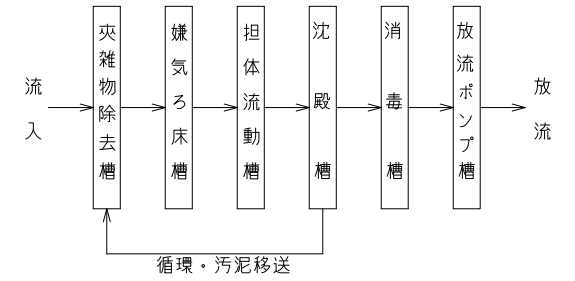 流入
夾雑物除去槽
嫌気ろ床槽
担体流動槽
沈殿槽
消毒槽
放流ポンプ槽
放流
循環・汚泥移送